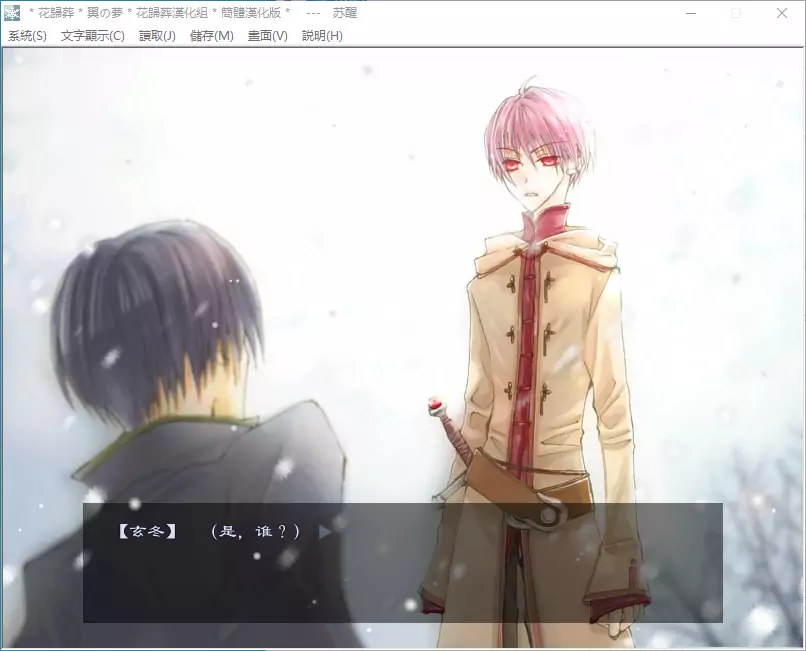 * 花歸葬 * 翼の夢 * 花歸葬漢化組 * 簡體漢化版 * --- 苏醒
系統(S) 文字顯示(C) 讀取(J) 儲存(M) 畫面(V) 說明(H)
【玄冬】 （是，谁？）